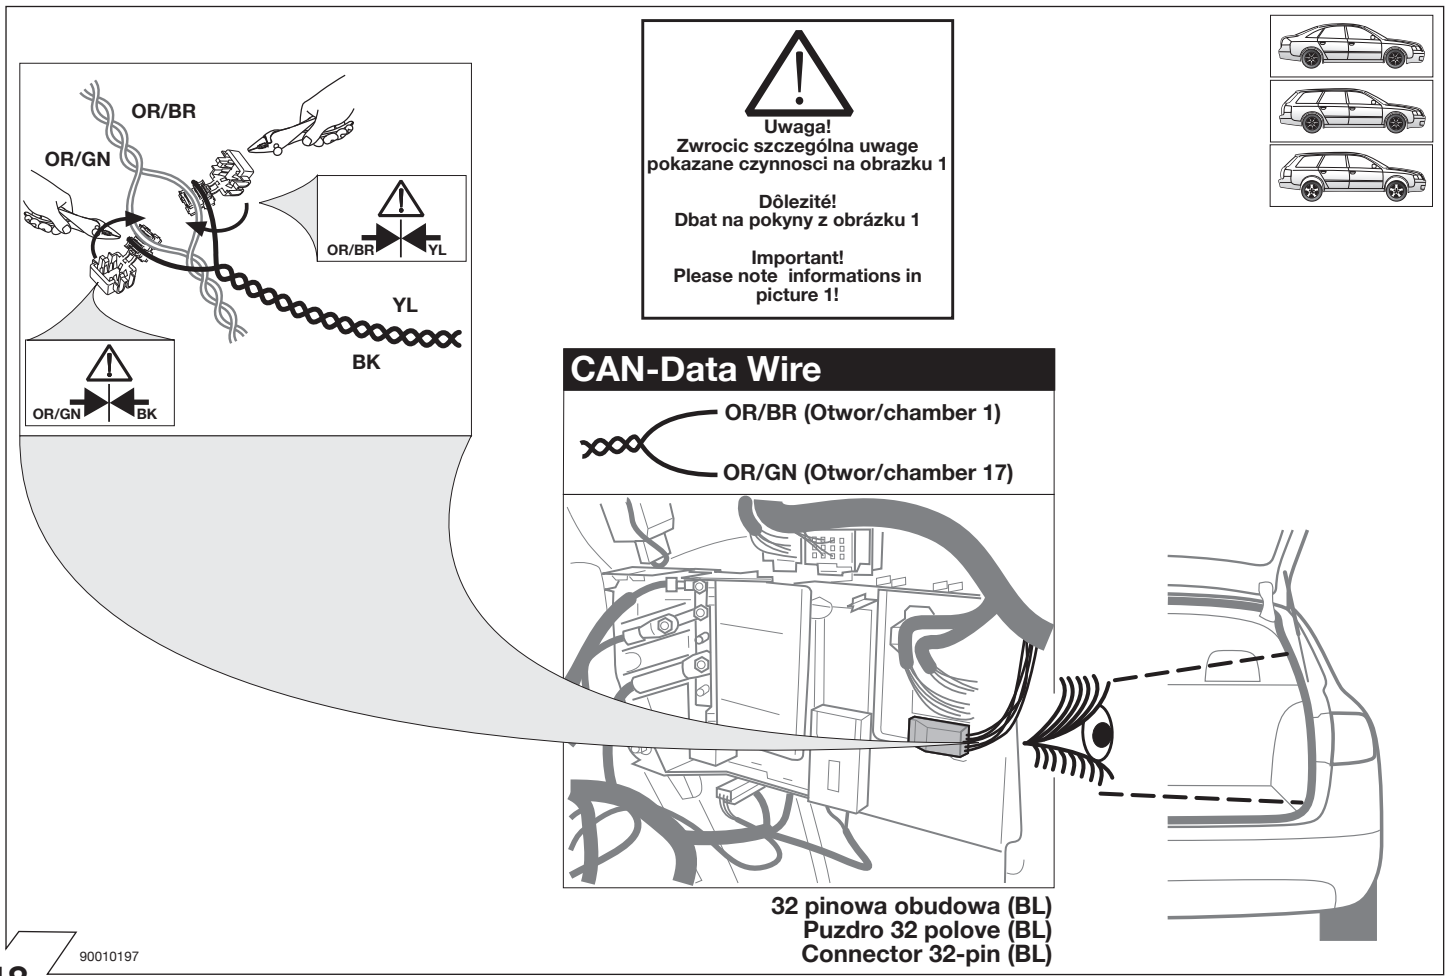 OR/BR
OR/GN
OR/BR YL
YL
BK
OR/GN BK
Uwaga!
Zwrocic szczególna uwage
pokazane czynnosci na obrazku 1
Dôlezité!
Dbat na pokyny z obrázku 1
Important!
Please note informations in
picture 1!
CAN-Data Wire
OR/BR (Otwor/chamber 1)
OR/GN (Otwor/chamber 17)
32 pinowa obudowa (BL)
Puzdro 32 polove (BL)
Connector 32-pin (BL)
90010197